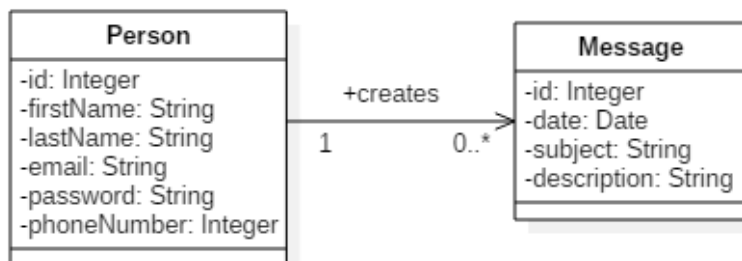 Person
-id: Integer
-firstName: String
-lastName: String
-email: String
-password: String
-phoneNumber: Integer
+creates
1
0..*
Message
-id: Integer
-date: Date
-subject: String
-description: String